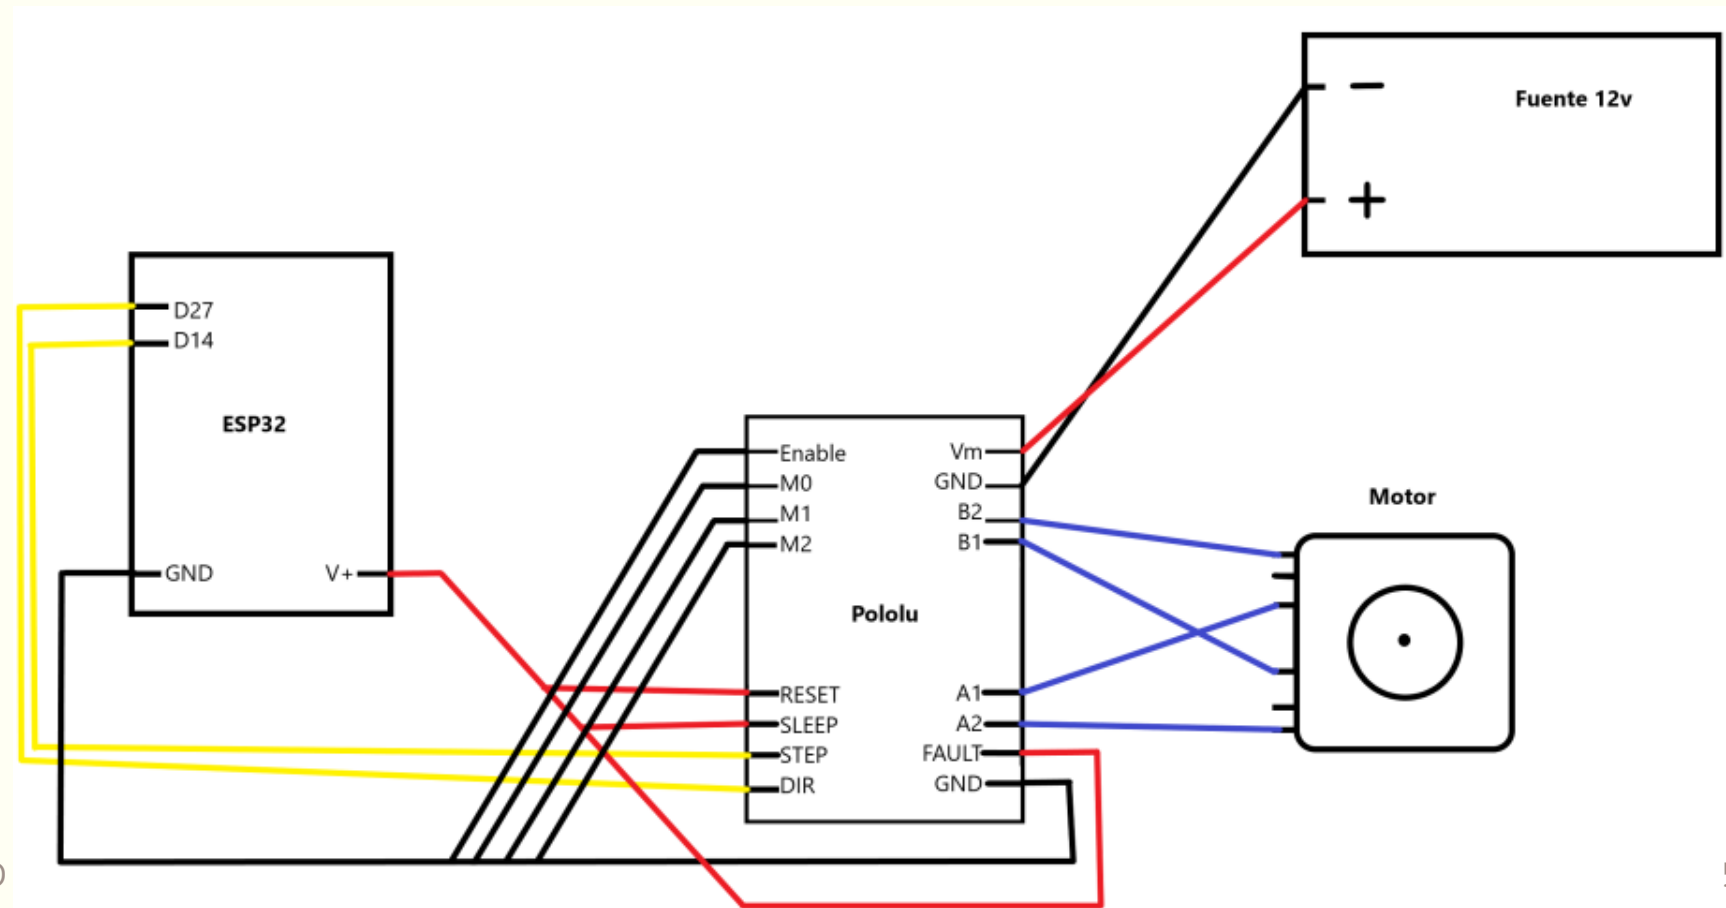 Fuente 12v
−
+
D27
D14
ESP32
GND
V+
Enable
M0
M1
M2
Pololu
RESET
SLEEP
STEP
DIR
Vm
GND
B2
B1
A1
A2
FAULT
GND
Motor